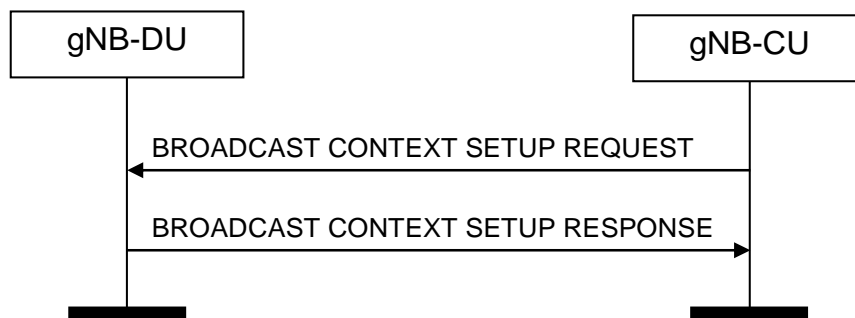 gNB-DU
gNB-CU
BROADCAST CONTEXT SETUP REQUEST
BROADCAST CONTEXT SETUP RESPONSE